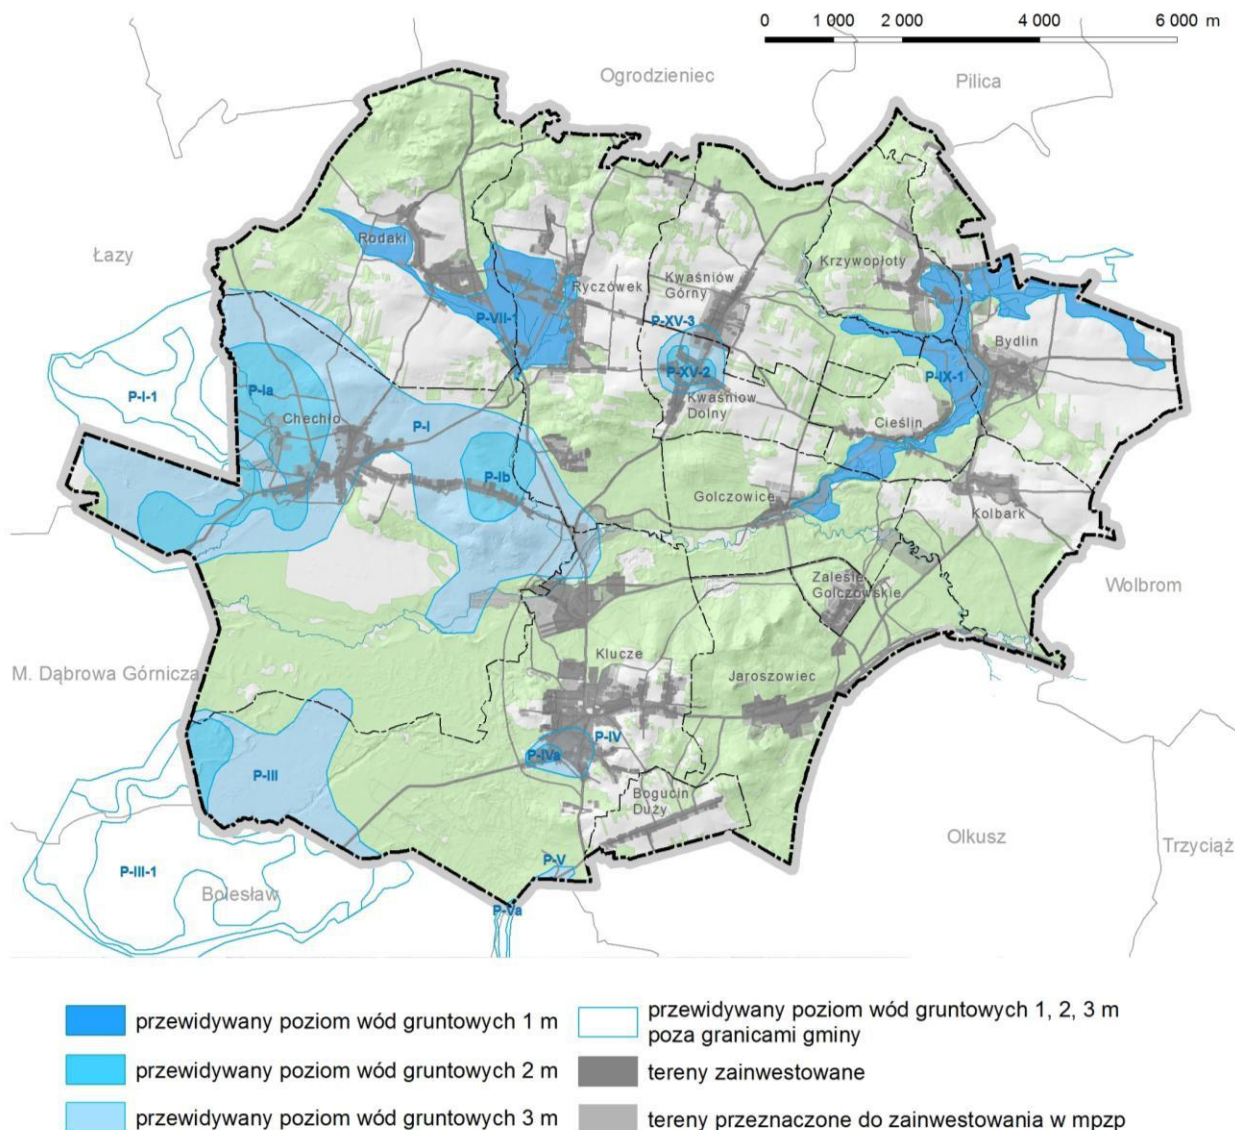 0 1 000 2 000 4 000 6 000 m
Ogrodzieniec
Pilica
Łazy
Rodaki
Ryczówek
Kwaśniów
Górny
Krzywopłoty
P-VII-1
P-XV-3
P-XV-2
Kwaśniów
Dolny
Bydlin
P-IX-1
P-I-1
P-Ia
Chechło
P-I
Cieślin
P-Ib
Golczowice
Kolbark
Zalesie
Golczowskie
Wolbrom
M. Dąbrowa Górnicza
Klucze
Jaroszowiec
P-IV
P-IVa
P-III
Bogucin
Duży
Olkusz
Trzyciąż
P-III-1
Bolesław
P-V
P-Va
przewidywany poziom wód gruntowych 1 m
przewidywany poziom wód gruntowych 2 m
przewidywany poziom wód gruntowych 3 m
przewidywany poziom wód gruntowych 1, 2, 3 m
poza granicami gminy
tereny zainwestowane
tereny przeznaczone do zainwestowania w mpzp